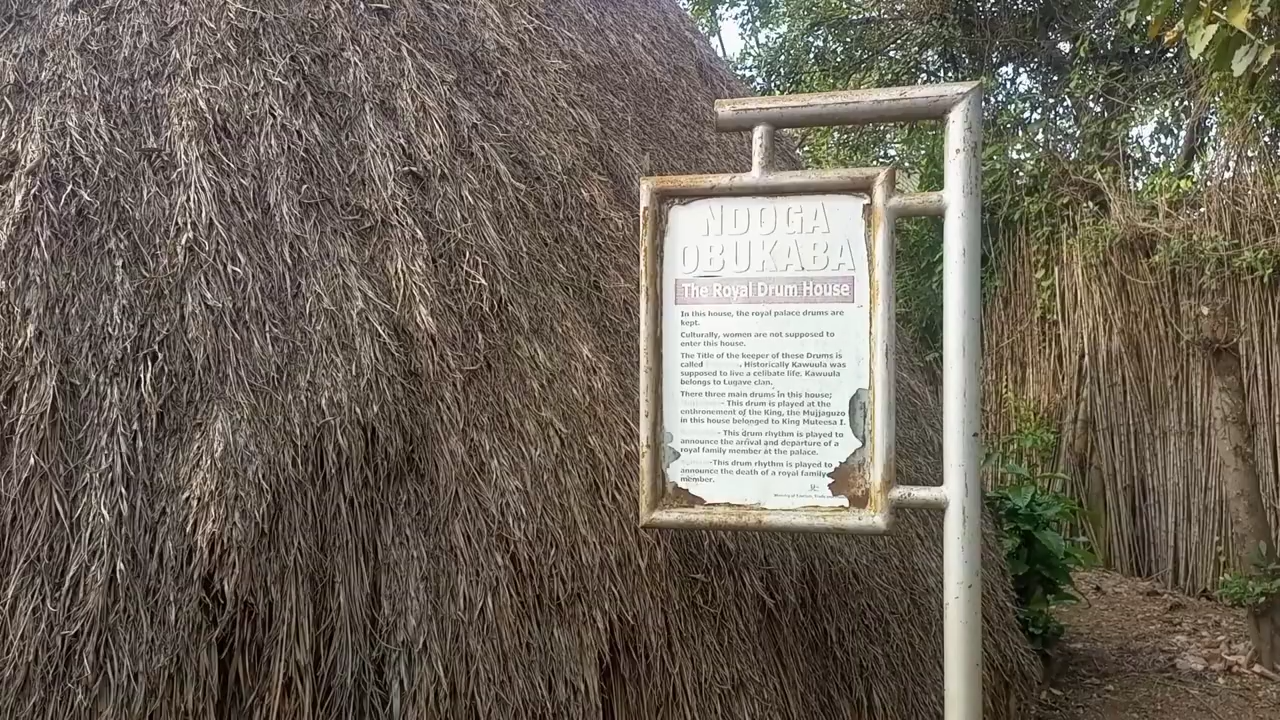 NDOGA
OBUKABA
The Royal Drum House
In this house, the royal palace drums are
kept.
Culturally, women are not supposed to
enter this house.
The Title of the keeper of these Drums is
called . Historically Kawuula was
supposed to live a celibate life. Kawuula
belongs to Lugave clan.
There three main drums in this house;
- This drum is played at the
enthronement of the King, the Mujjaguzo
in this house belonged to King Muteesa I.
- This drum rhythm is played to
announce the arrival and departure of a
royal family member at the palace.
-This drum rhythm is played to
announce the death of a royal family
member.
Ministry of Tourism, Trade